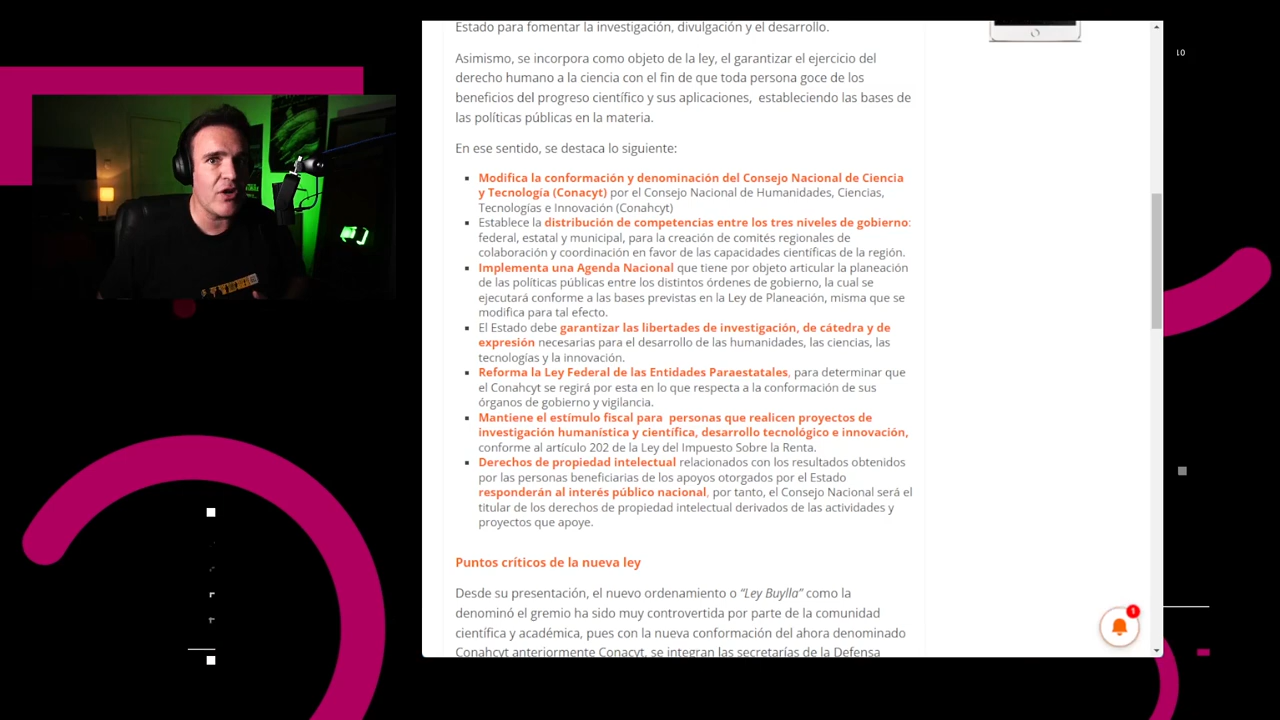 Estado para fomentar la investigación, divulgación y el desarrollo.
Asimismo, se incorpora como objeto de la ley, el garantizar el ejercicio del
derecho humano a la ciencia con el fin de que toda persona goce de los
beneficios del progreso científico y sus aplicaciones, estableciendo las bases de
las políticas públicas en la materia.
En ese sentido, se destaca lo siguiente:
Modifica la conformación y denominación del Consejo Nacional de Ciencia
y Tecnología (Conacyt) por el Consejo Nacional de Humanidades, Ciencias,
Tecnologías e Innovación (Conahcyt)
Establece la distribución de competencias entre los tres niveles de gobierno:
federal, estatal y municipal, para la creación de comités regionales de
colaboración y coordinación en favor de las capacidades científicas de la región.
Implementa una Agenda Nacional que tiene por objeto articular la planeación
de las políticas públicas entre los distintos órdenes de gobierno, la cual se
ejecutará conforme a las bases previstas en la Ley de Planeación, misma que se
modifica para tal efecto.
El Estado debe garantizar las libertades de investigación, de cátedra y de
expresión necesarias para el desarrollo de las humanidades, las ciencias, las
tecnologías y la innovación.
Reforma la Ley Federal de las Entidades Paraestatales, para determinar que
el Conahcyt se regirá por esta en lo que respecta a la conformación de sus
órganos de gobierno y vigilancia.
Mantiene el estímulo fiscal para personas que realicen proyectos de
investigación humanística y científica, desarrollo tecnológico e innovación,
conforme al artículo 202 de la Ley del Impuesto Sobre la Renta.
Derechos de propiedad intelectual relacionados con los resultados obtenidos
por las personas beneficiarias de los apoyos otorgados por el Estado
responderán al interés público nacional, por tanto, el Consejo Nacional será el
titular de los derechos de propiedad intelectual derivados de las actividades y
proyectos que apoye.
Puntos críticos de la nueva ley
Desde su presentación, el nuevo ordenamiento o “Ley Buylla” como la
denominó el gremio ha sido muy controvertida por parte de la comunidad
científica y académica, pues con la nueva conformación del ahora denominado
Conahcyt anteriormente Conacyt, se integran las secretarías de la Defensa
1